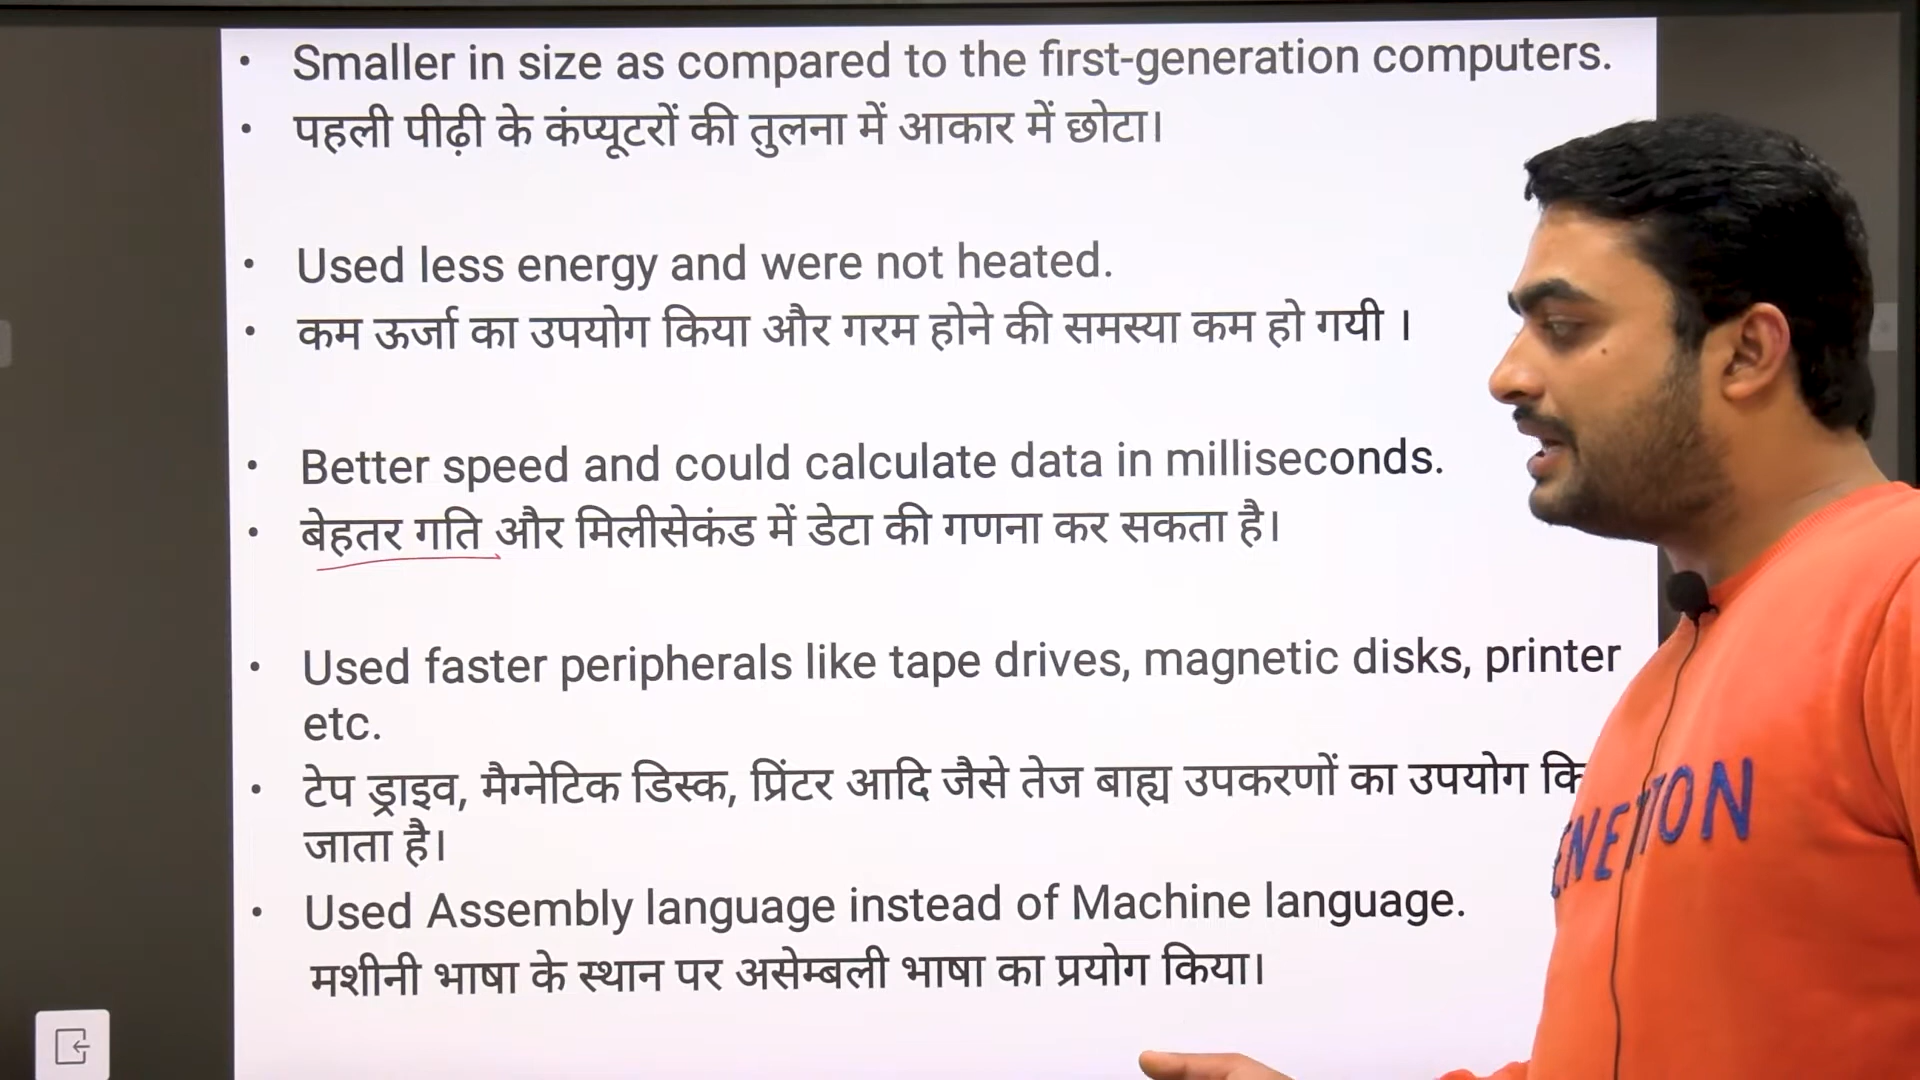 • Smaller in size as compared to the first-generation computers.
• पहली पीढ़ी के कंप्यूटरों की तुलना में आकार में छोटा।
• Used less energy and were not heated.
• कम ऊर्जा का उपयोग किया और गरम होने की समस्या कम हो गयी ।
• Better speed and could calculate data in milliseconds.
• बेहतर गति और मिलीसेकंड में डेटा की गणना कर सकता है।
• Used faster peripherals like tape drives, magnetic disks, printer
etc.
• टेप ड्राइव, मैग्नेटिक डिस्क, प्रिंटर आदि जैसे तेज बाह्य उपकरणों का उपयोग कि
जाता है।
• Used Assembly language instead of Machine language.
मशीनी भाषा के स्थान पर असेम्बली भाषा का प्रयोग किया।